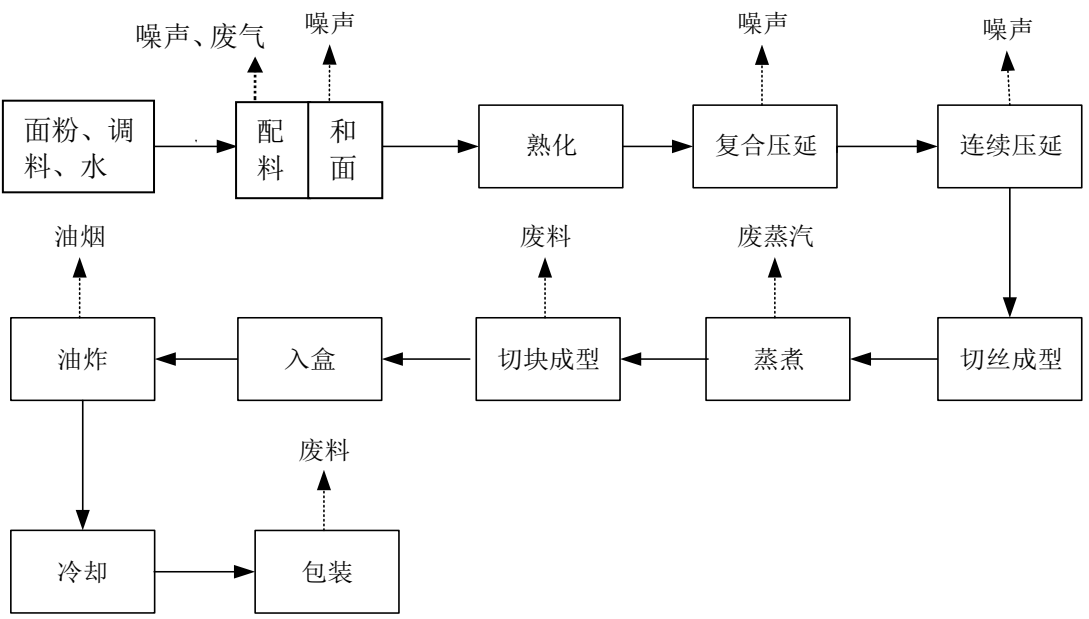 噪声、废气
噪声
噪声
噪声
面粉、调
料、水
配
料
和
面
熟化
复合压延
连续压延
油烟
废料
废蒸汽
油炸
入盒
切块成型
蒸煮
切丝成型
废料
冷却
包装